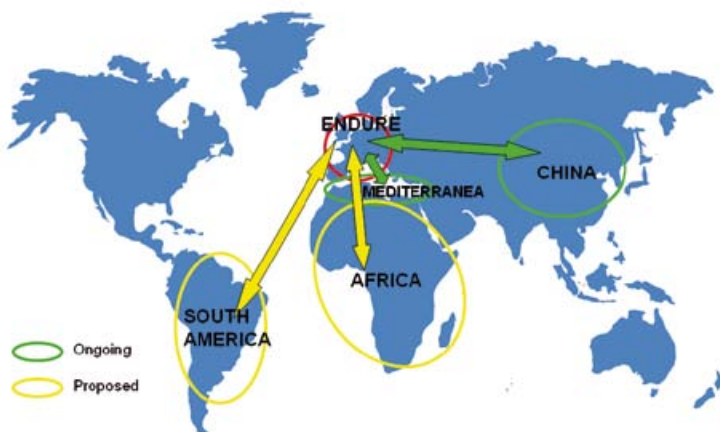 ENDURE
CHINA
MEDITERRANEA
AFRICA
SOUTH
AMERICA
Ongoing
Proposed